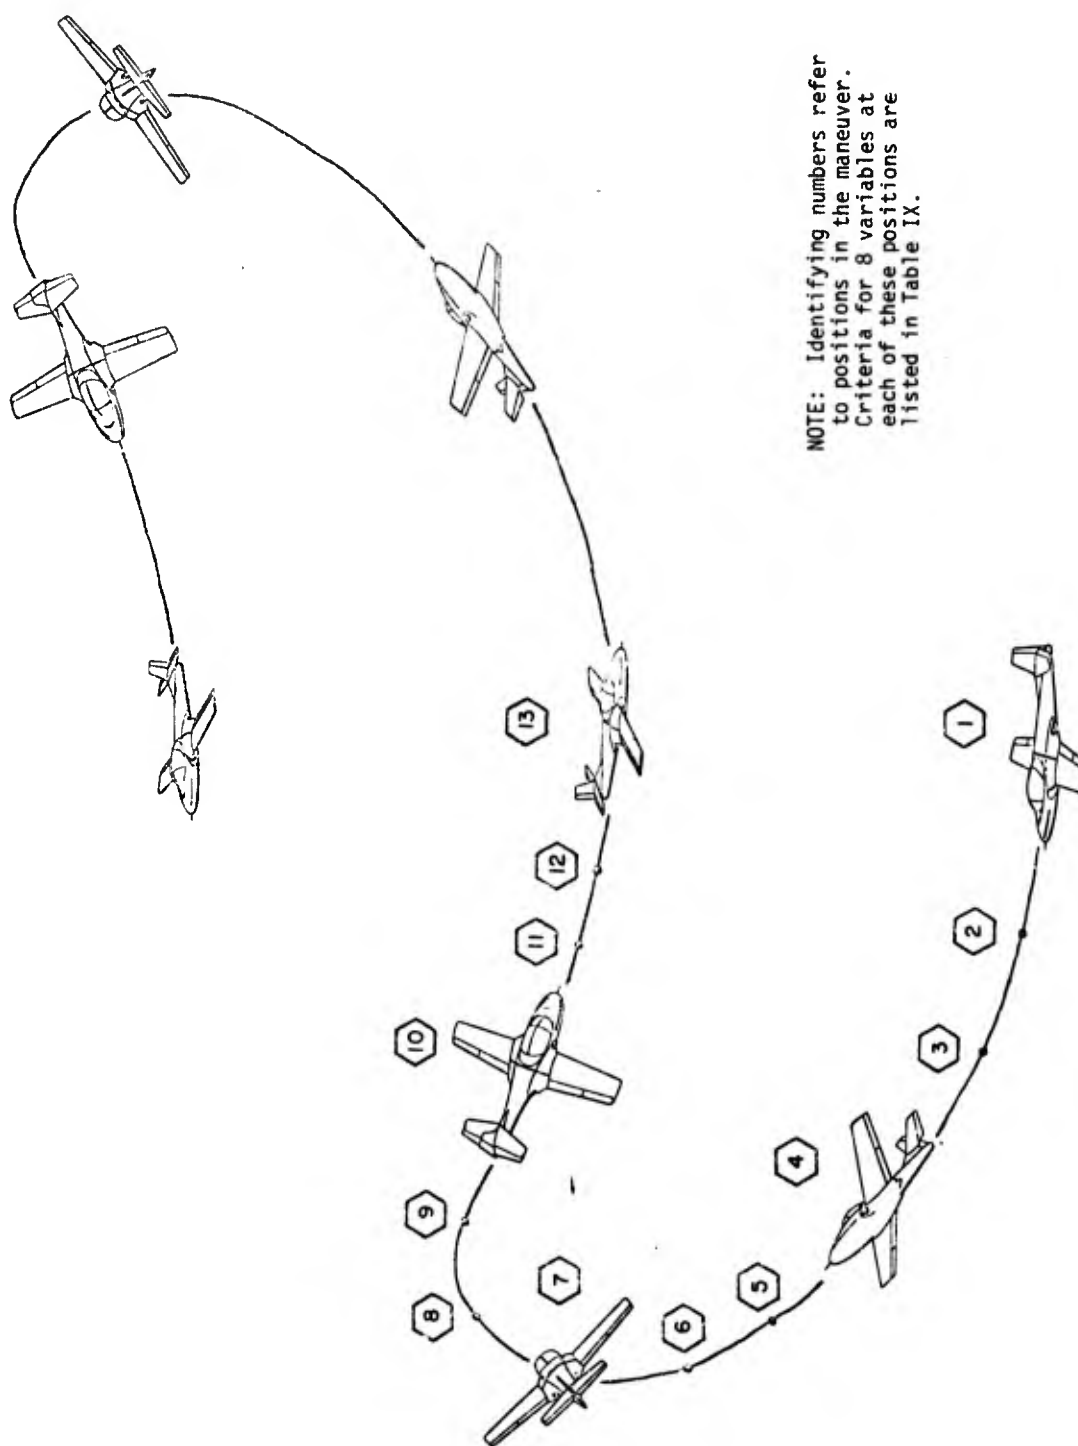 NOTE: Identifying numbers refer
to positions in the maneuver.
Criteria for 8 variables at
each of these positions are
listed in Table IX.
13
12
11
10
9
8
7
6
5
4
3
2
1